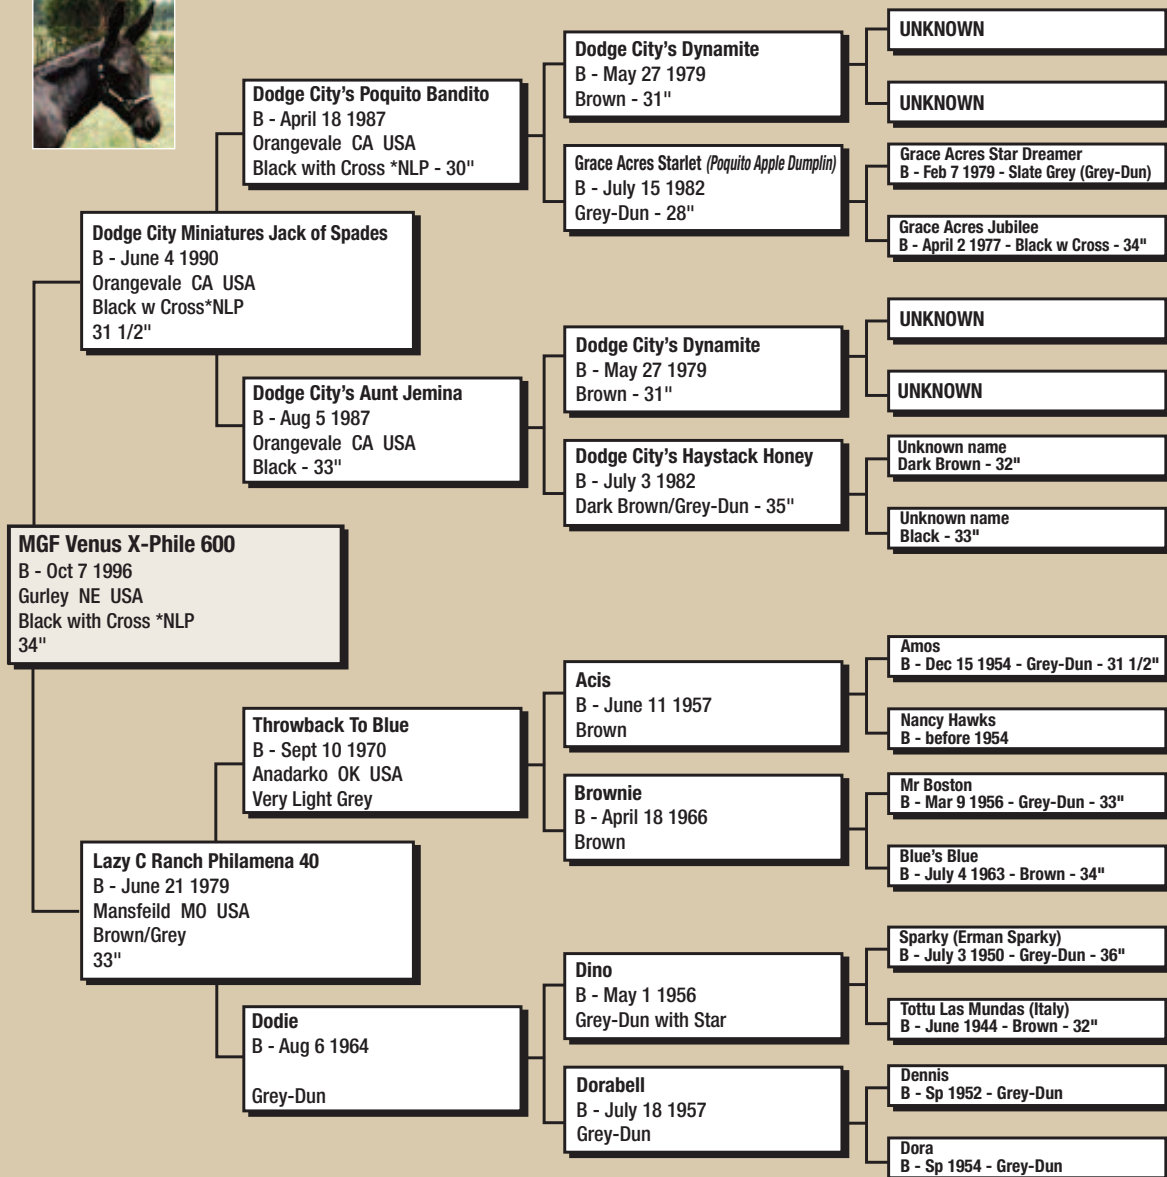 Dodge City's Poquito Bandito
B - April 18 1987
Orangevale CA USA
Black with Cross *NLP - 30"
Dodge City's Dynamite
B - May 27 1979
Brown - 31"
UNKNOWN
UNKNOWN
Grace Acres Starlet (Poquito Apple Dumplin)
B - July 15 1982
Grey-Dun - 28"
Grace Acres Star Dreamer
B - Feb 7 1979 - Slate Grey (Grey-Dun)
Grace Acres Jubilee
B - April 2 1977 - Black w Cross - 34"
Dodge City Miniatures Jack of Spades
B - June 4 1990
Orangevale CA USA
Black w Cross*NLP
31 1/2"
Dodge City's Aunt Jemina
B - Aug 5 1987
Orangevale CA USA
Black - 33"
Dodge City's Dynamite
B - May 27 1979
Brown - 31"
UNKNOWN
UNKNOWN
Dodge City's Haystack Honey
B - July 3 1982
Dark Brown/Grey-Dun - 35"
Unknown name
Dark Brown - 32"
Unknown name
Black - 33"
MGF Venus X-Phile 600
B - Oct 7 1996
Gurley NE USA
Black with Cross *NLP
34"
Throwback To Blue
B - Sept 10 1970
Anadarko OK USA
Very Light Grey
Acis
B - June 11 1957
Brown
Amos
B - Dec 15 1954 - Grey-Dun - 31 1/2"
Nancy Hawks
B - before 1954
Brownie
B - April 18 1966
Brown
Mr Boston
B - Mar 9 1956 - Grey-Dun - 33"
Blue's Blue
B - July 4 1963 - Brown - 34"
Lazy C Ranch Philamena 40
B - June 21 1979
Mansfeild MO USA
Brown/Grey
33"
Dodie
B - Aug 6 1964
Grey-Dun
Dino
B - May 1 1956
Grey-Dun with Star
Sparky (Erman Sparky)
B - July 3 1950 - Grey-Dun - 36"
Tottu Las Mundas (Italy)
B - June 1944 - Brown - 32"
Dorabell
B - July 18 1957
Grey-Dun
Dennis
B - Sp 1952 - Grey-Dun
Dora
B - Sp 1954 - Grey-Dun